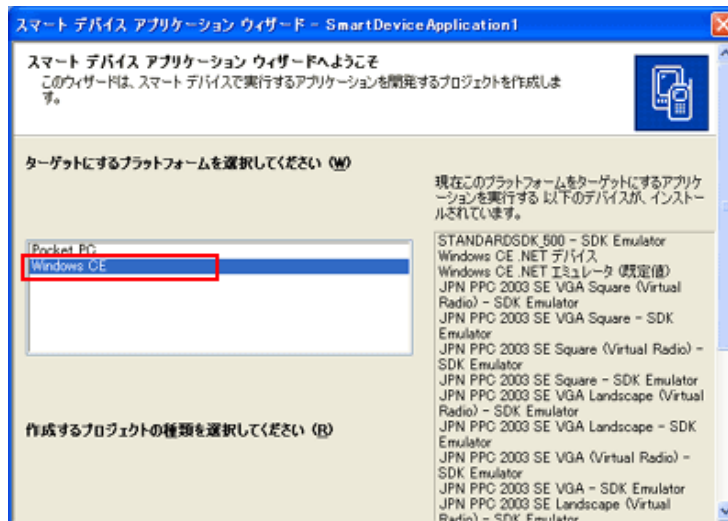 スマート デバイス アプリケーション ウィザード - SmartDeviceApplication1
スマート デバイス アプリケーション ウィザードへようこそ
このウィザードは、スマート デバイスで実行するアプリケーションを開発するプロジェクトを作成しま
す。
ターゲットにするプラットフォームを選択してください (W)
現在このプラットフォームをターゲットにするアプリケ
ーションを実行する 以下のデバイスが、インストー
ルされています。
Pocket PC
Windows CE
STANDARDSDK_500 - SDK Emulator
Windows CE .NET デバイス
Windows CE .NET エミュレータ (既定値)
JPN PPC 2003 SE VGA Square (Virtual
Radio) - SDK Emulator
JPN PPC 2003 SE VGA Square - SDK
Emulator
JPN PPC 2003 SE Square (Virtual Radio) -
SDK Emulator
JPN PPC 2003 SE Square - SDK Emulator
JPN PPC 2003 SE VGA Landscape (Virtual
Radio) - SDK Emulator
JPN PPC 2003 SE VGA Landscape - SDK
Emulator
JPN PPC 2003 SE VGA (Virtual Radio) -
SDK Emulator
JPN PPC 2003 SE VGA - SDK Emulator
JPN PPC 2003 SE Landscape (Virtual
Radio) - SDK Emulator
作成するプロジェクトの種類を選択してください (R)